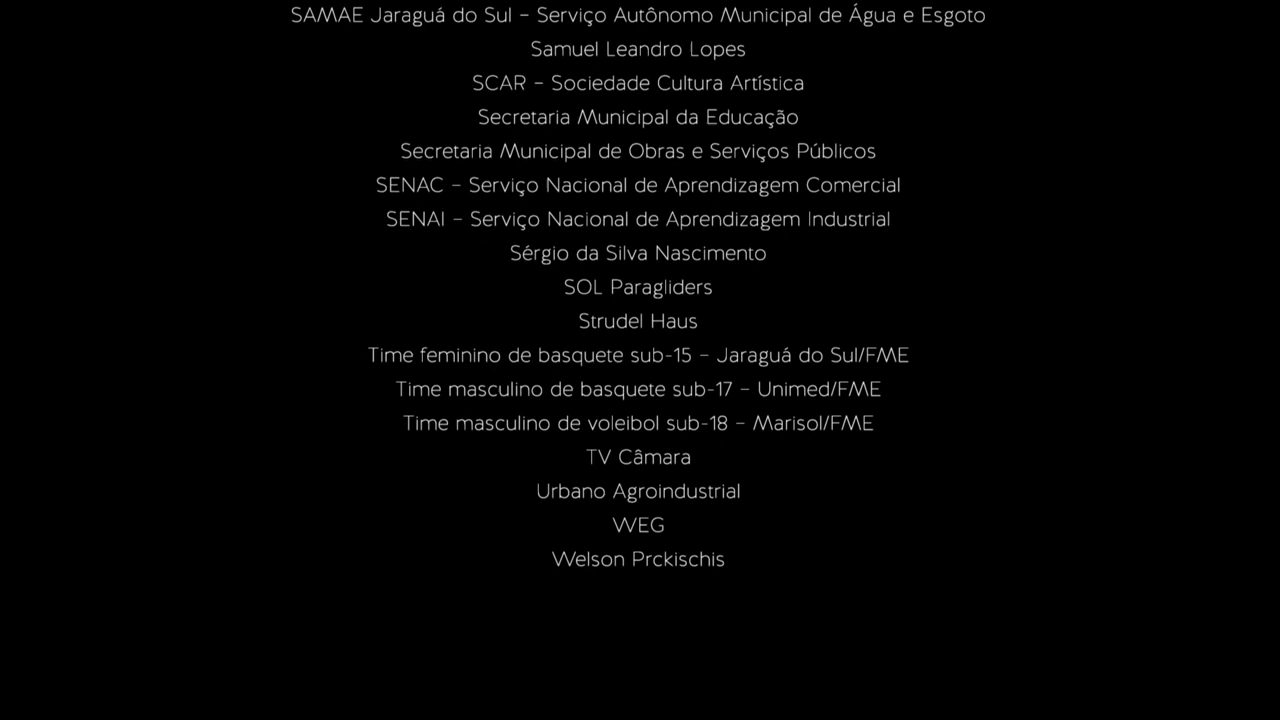 SAMAE Jaraguá do Sul – Serviço Autônomo Municipal de Água e Esgoto
Samuel Leandro Lopes
SCAR – Sociedade Cultura Artística
Secretaria Municipal da Educação
Secretaria Municipal de Obras e Serviços Públicos
SENAC – Serviço Nacional de Aprendizagem Comercial
SENAI – Serviço Nacional de Aprendizagem Industrial
Sérgio da Silva Nascimento
SOL Paragliders
Strudel Haus
Time feminino de basquete sub-15 – Jaraguá do Sul/FME
Time masculino de basquete sub-17 – Unimed/FME
Time masculino de voleibol sub-18 – Marisol/FME
TV Câmara
Urbano Agroindustrial
WEG
Welson Prckischis